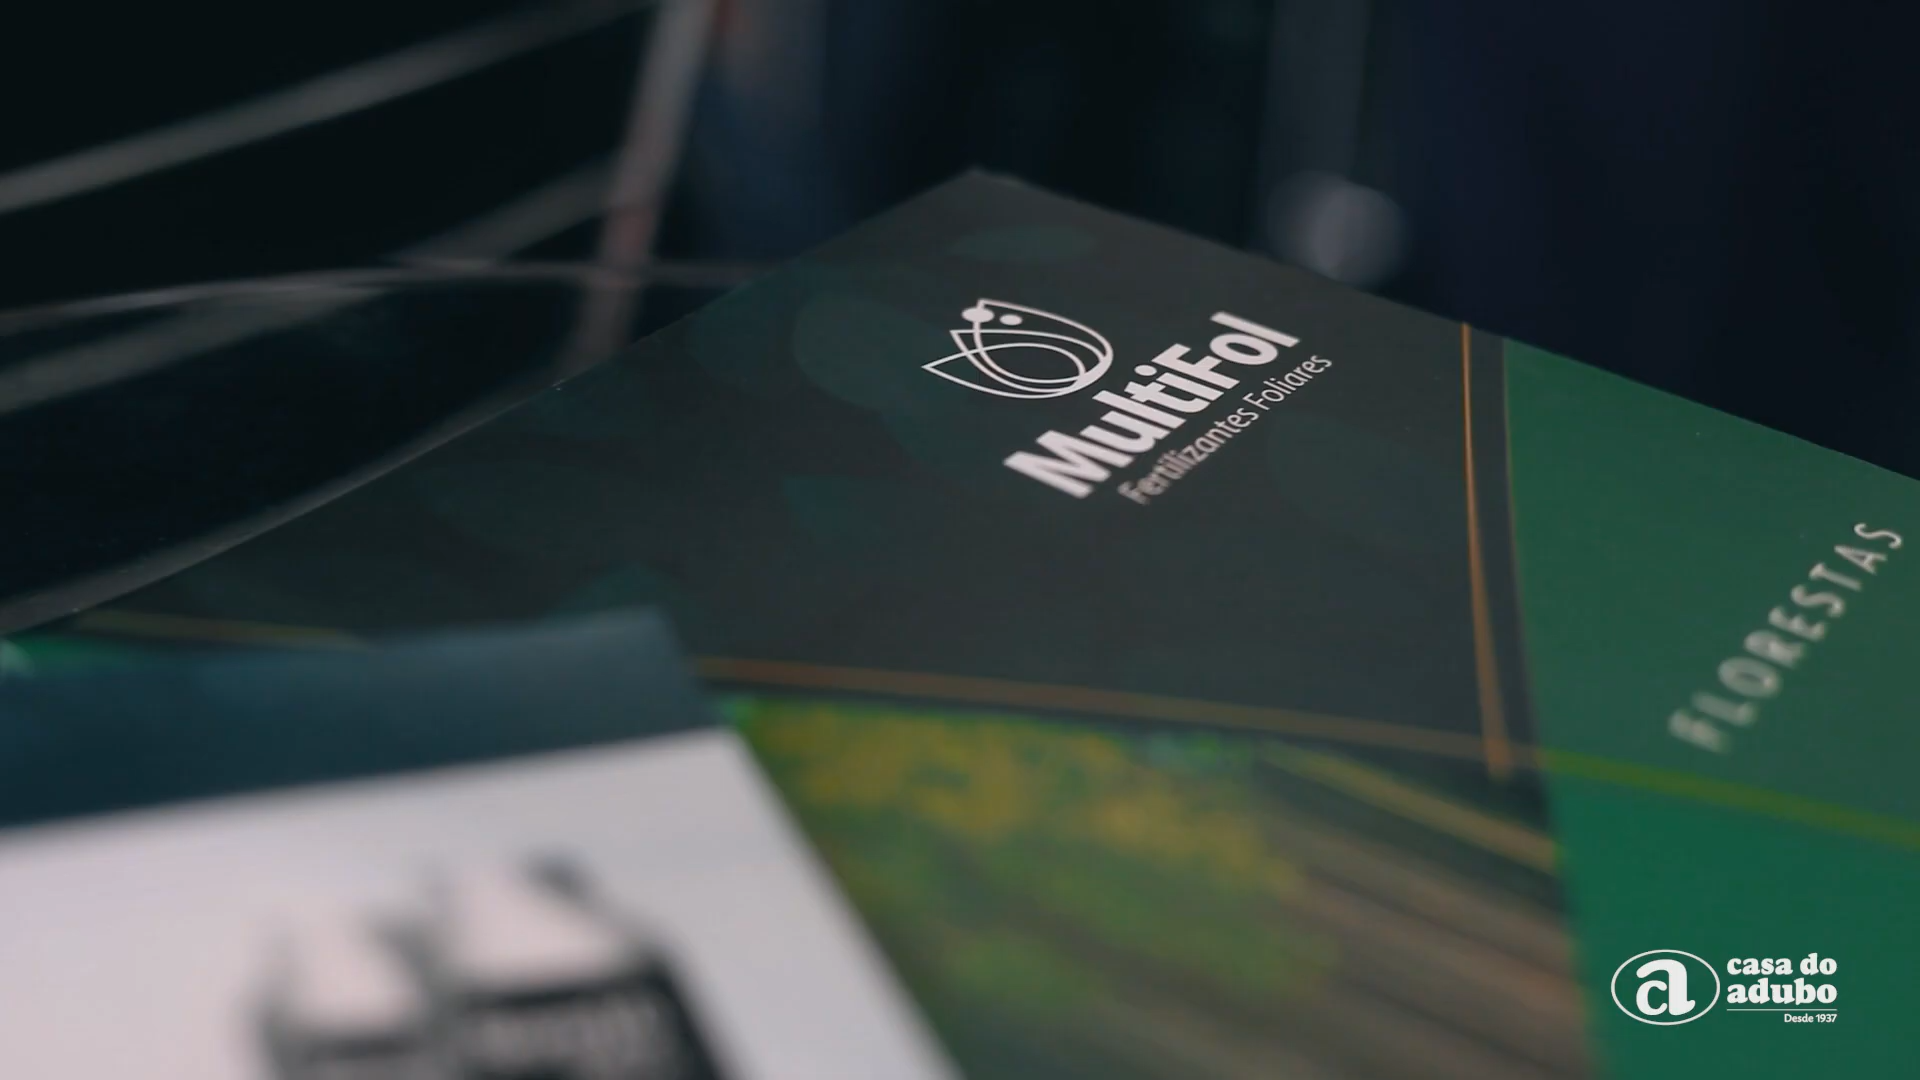 MultiFol
Fertilizantes Foliares
FLORESTAS
a casa do
adubo
Desde 1937